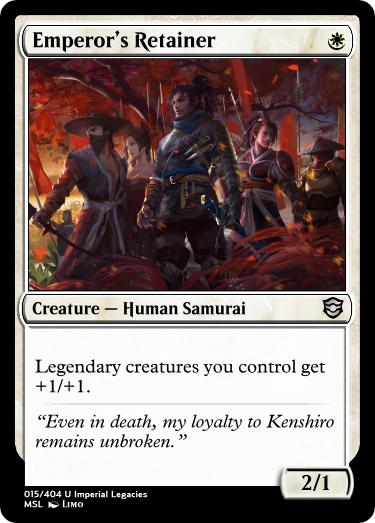 Emperor's Retainer
Creature — Human Samurai
Legendary creatures you control get
+1/+1.
“Even in death, my loyalty to Kenshiro
remains unbroken.”
2/1
015/404 U Imperial Legacies
MSL Limo